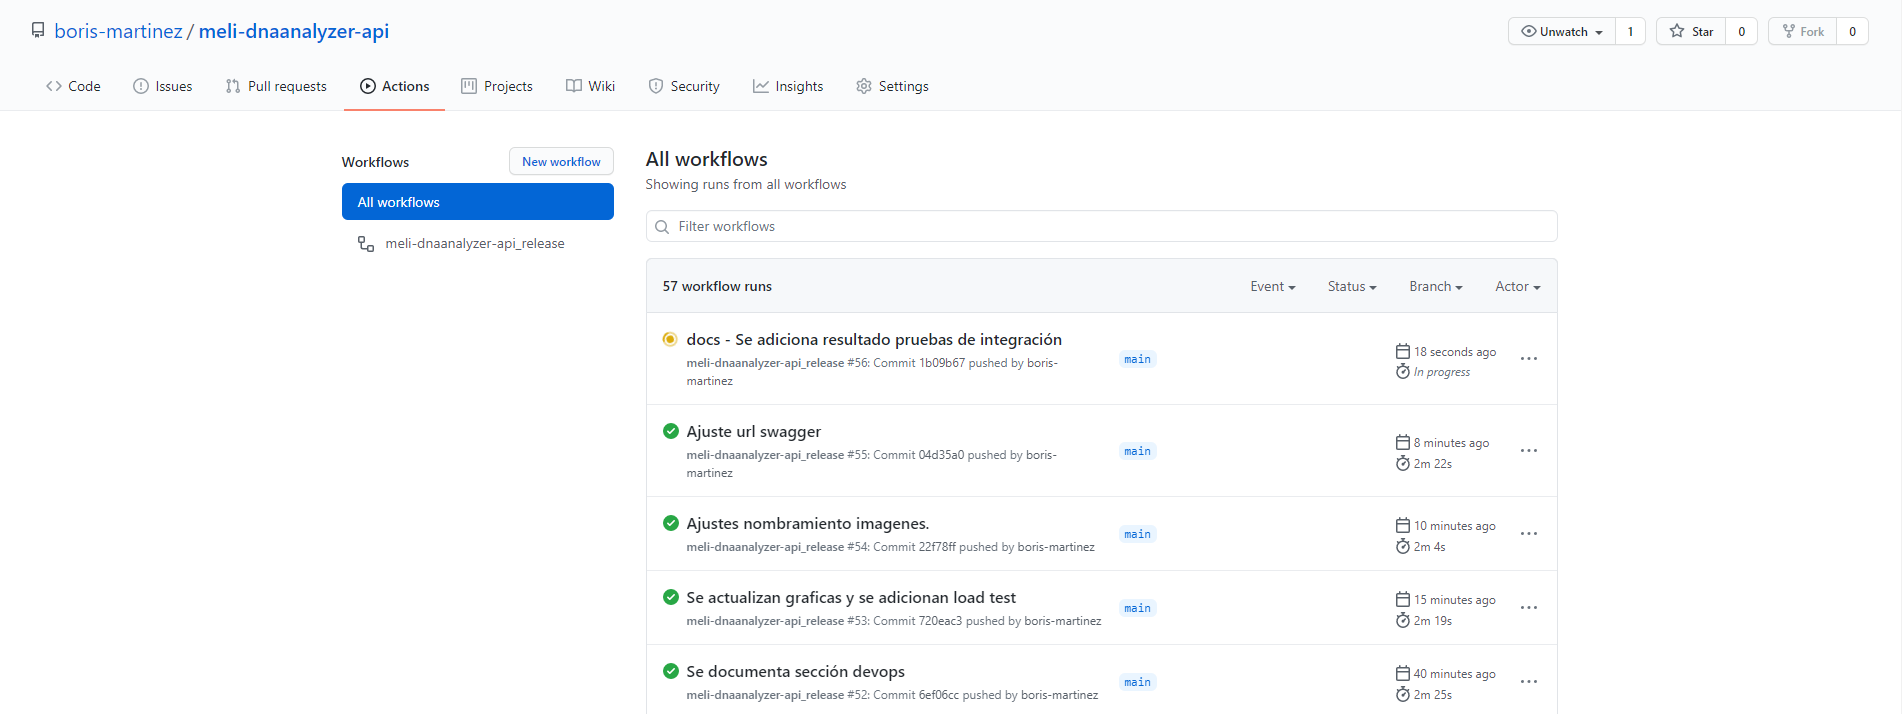 boris-martinez / meli-dnaanalyzer-api
Unwatch 1
Star 0
Fork 0
Code Issues Pull requests Actions Projects Wiki Security Insights Settings
Workflows
New workflow
All workflows
meli-dnaanalyzer-api_release
All workflows
Showing runs from all workflows
Filter workflows
57 workflow runs
Event Status Branch Actor
docs - Se adiciona resultado pruebas de integración
meli-dnaanalyzer-api_release #56: Commit 1b09b67 pushed by boris-
martinez
main
18 seconds ago
In progress
Ajuste url swagger
meli-dnaanalyzer-api_release #55: Commit 04d35a0 pushed by boris-
martinez
main
8 minutes ago
2m 22s
Ajustes nombramiento imagenes.
meli-dnaanalyzer-api_release #54: Commit 22f78ff pushed by boris-martinez
main
10 minutes ago
2m 4s
Se actualizan graficas y se adicionan load test
meli-dnaanalyzer-api_release #53: Commit 720eac3 pushed by boris-martinez
main
15 minutes ago
2m 19s
Se documenta sección devops
meli-dnaanalyzer-api_release #52: Commit 6ef06cc pushed by boris-martinez
main
40 minutes ago
2m 25s